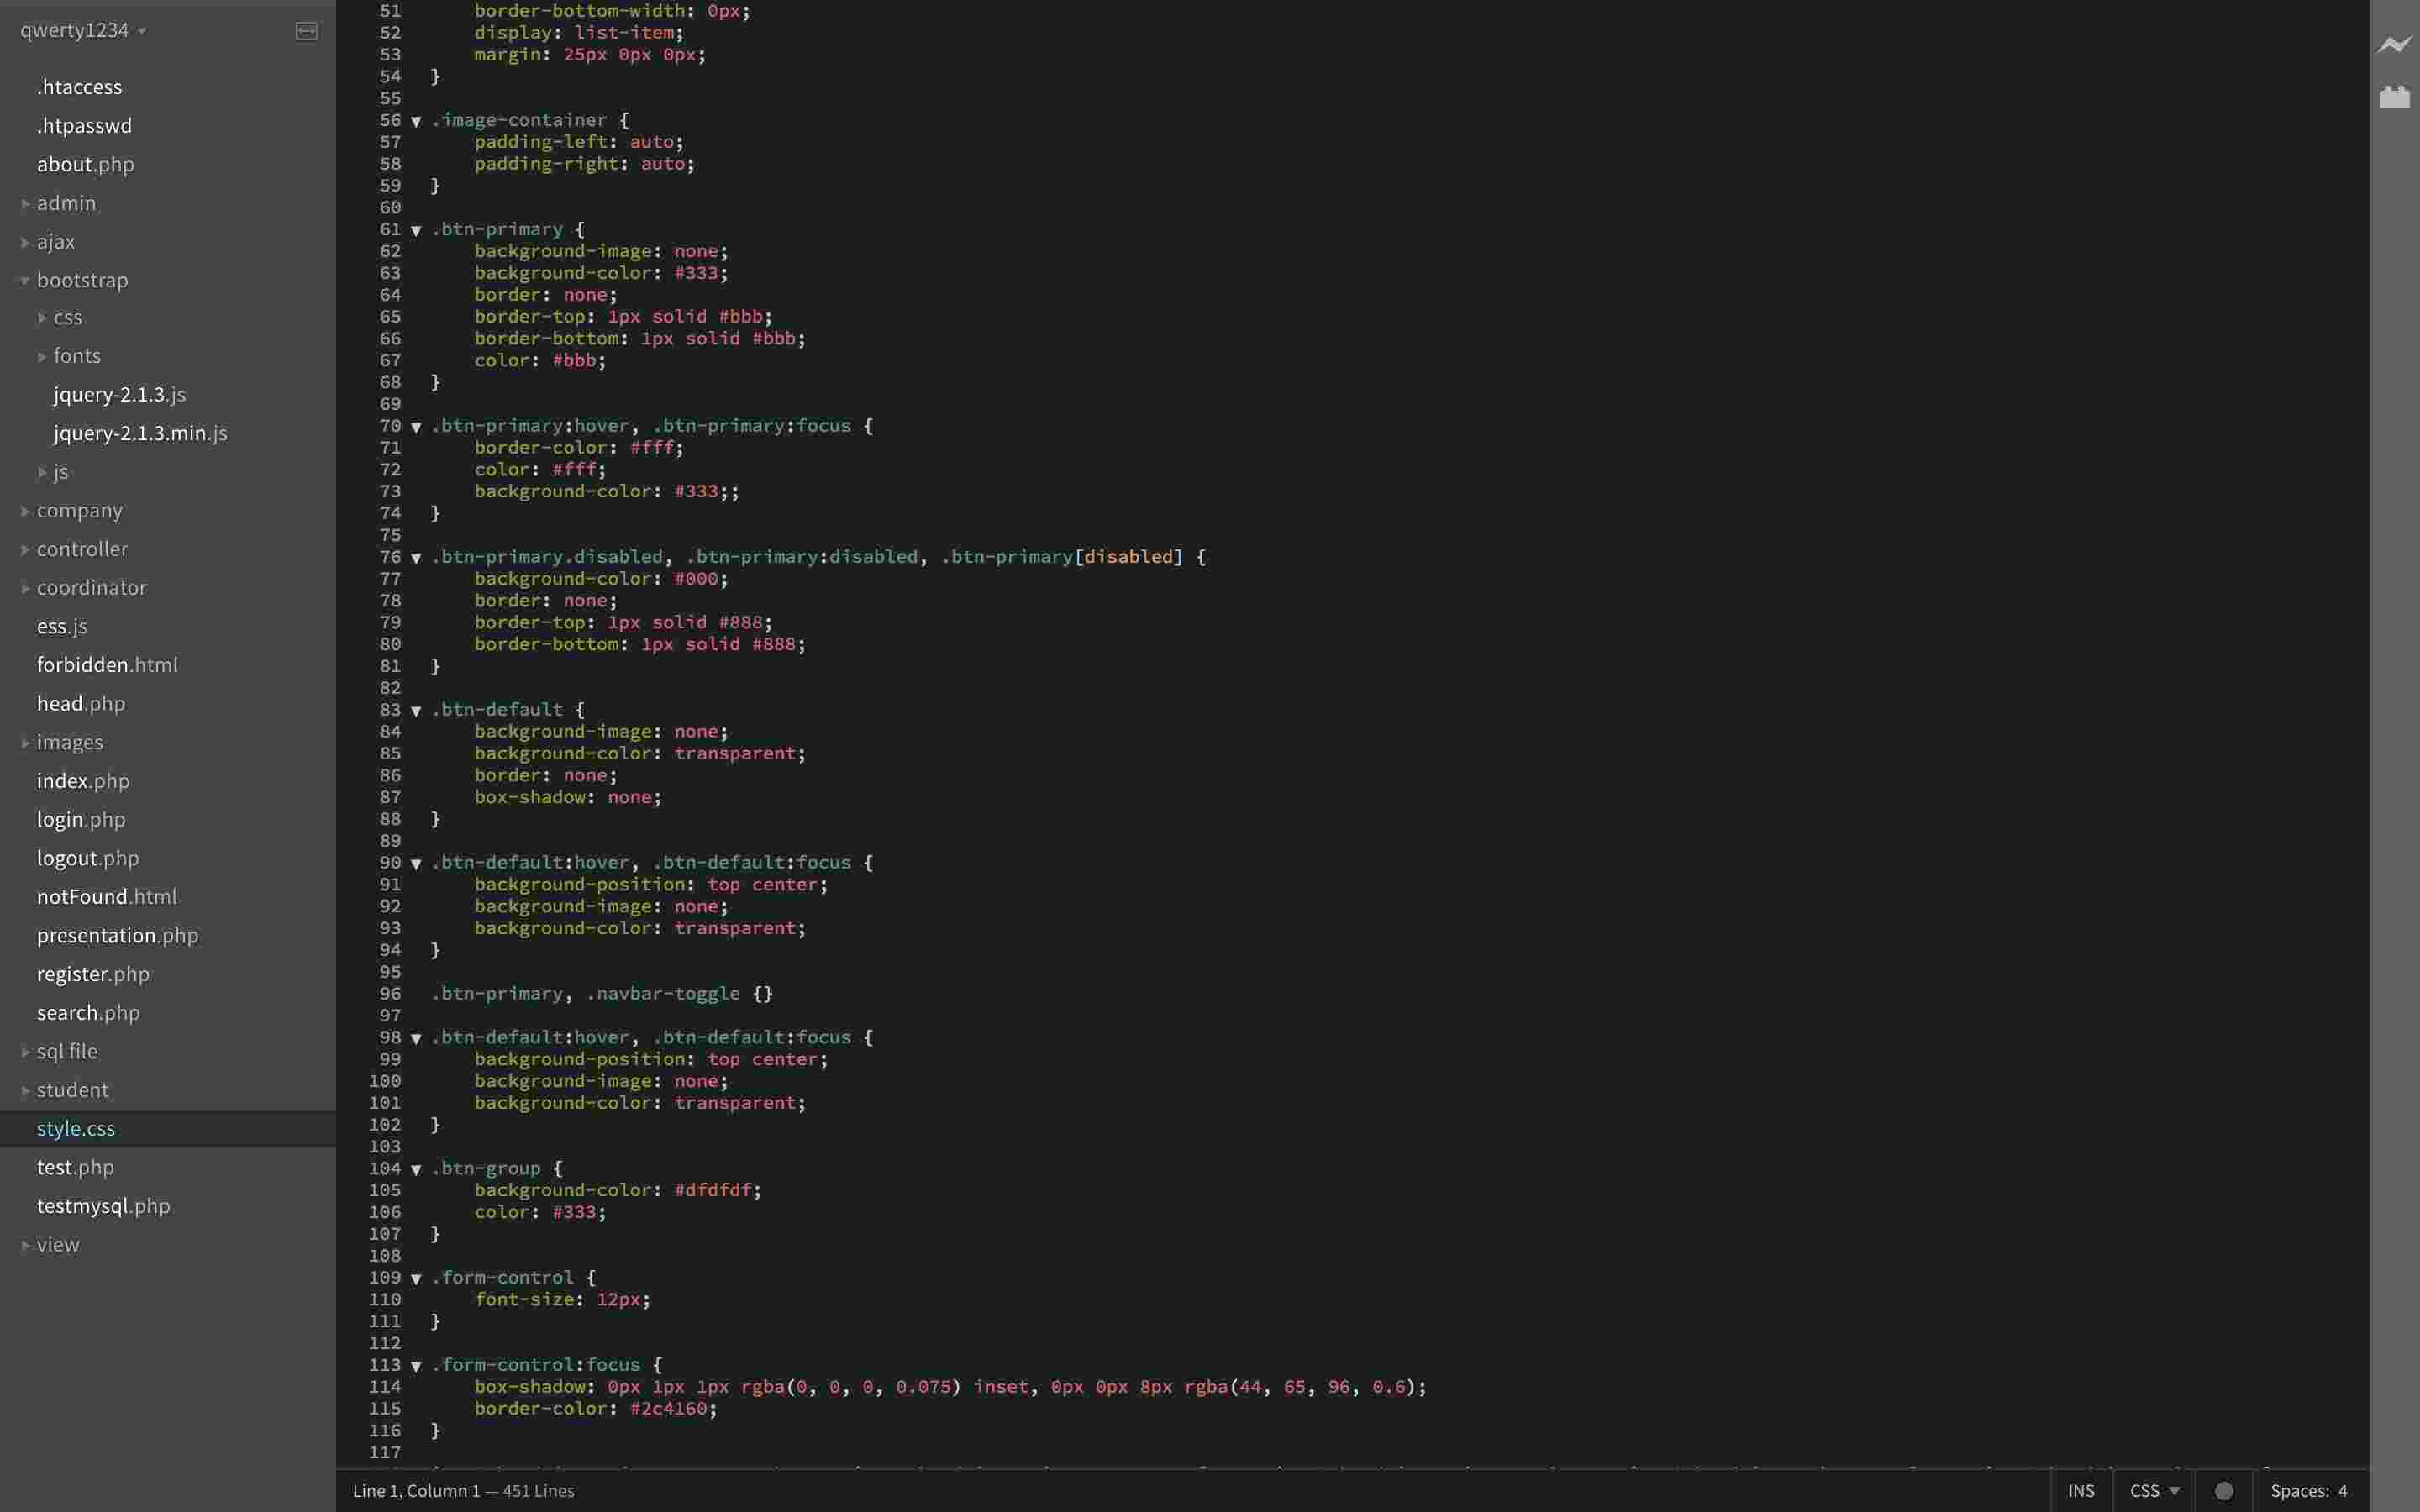 qwerty1234
.htaccess
.htpasswd
about.php
admin
ajax
bootstrap
css
fonts
jquery-2.1.3.js
jquery-2.1.3.min.js
js
company
controller
coordinator
ess.js
forbidden.html
head.php
images
index.php
login.php
logout.php
notFound.html
presentation.php
register.php
search.php
sql file
student
style.css
test.php
testmysql.php
view
51 border-bottom-width: 0px;
52 display: list-item;
53 margin: 25px 0px 0px;
54 }
55
56 .image-container {
57 padding-left: auto;
58 padding-right: auto;
59 }
60
61 .btn-primary {
62 background-image: none;
63 background-color: #333;
64 border: none;
65 border-top: 1px solid #bbb;
66 border-bottom: 1px solid #bbb;
67 color: #bbb;
68 }
69
70 .btn-primary:hover, .btn-primary:focus {
71 border-color: #fff;
72 color: #fff;
73 background-color: #333;;
74 }
75
76 .btn-primary.disabled, .btn-primary:disabled, .btn-primary[disabled] {
77 background-color: #000;
78 border: none;
79 border-top: 1px solid #888;
80 border-bottom: 1px solid #888;
81 }
82
83 .btn-default {
84 background-image: none;
85 background-color: transparent;
86 border: none;
87 box-shadow: none;
88 }
89
90 .btn-default:hover, .btn-default:focus {
91 background-position: top center;
92 background-image: none;
93 background-color: transparent;
94 }
95
96 .btn-primary, .navbar-toggle {}
97
98 .btn-default:hover, .btn-default:focus {
99 background-position: top center;
100 background-image: none;
101 background-color: transparent;
102 }
103
104 .btn-group {
105 background-color: #dfdfdf;
106 color: #333;
107 }
108
109 .form-control {
110 font-size: 12px;
111 }
112
113 .form-control:focus {
114 box-shadow: 0px 1px 1px rgba(0, 0, 0, 0.075) inset, 0px 0px 8px rgba(44, 65, 96, 0.6);
115 border-color: #2c4160;
116 }
117
Line 1, Column 1 — 451 Lines
INS
CSS
Spaces: 4